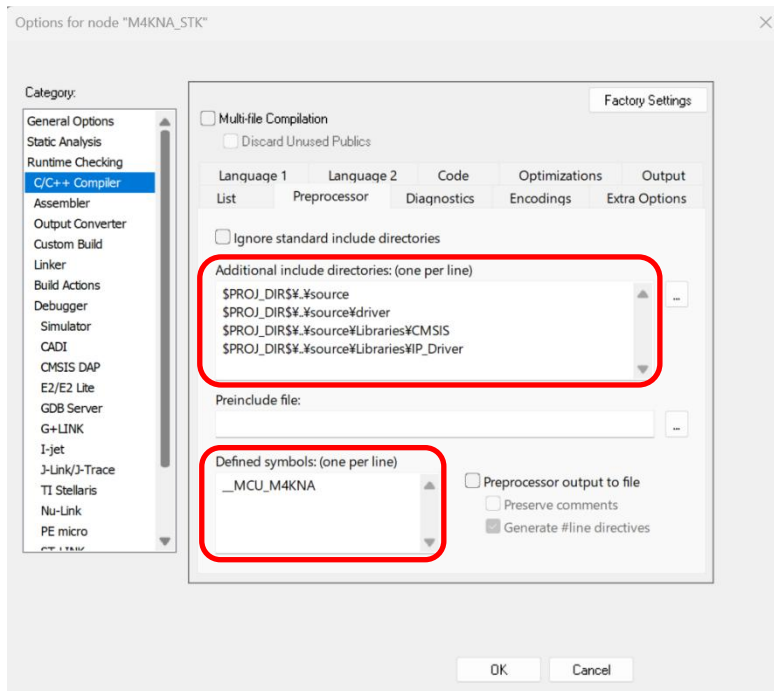 Options for node "M4KNA_STK"
Category:
General Options
Static Analysis
Runtime Checking
C/C++ Compiler
Assembler
Output Converter
Custom Build
Linker
Build Actions
Debugger
Simulator
CADI
CMSIS DAP
E2/E2 Lite
GDB Server
G+LINK
I-jet
J-Link/J-Trace
TI Stellaris
Nu-Link
PE micro
ST-LINK
Factory Settings
Multi-file Compilation
Discard Unused Publics
Language 1 Language 2 Code Optimizations Output
List Preprocessor Diagnostics Encodings Extra Options
Ignore standard include directories
Additional include directories: (one per line)
$PROJ_DIR$¥..¥source
$PROJ_DIR$¥..¥source¥driver
$PROJ_DIR$¥..¥source¥Libraries¥CMSIS
$PROJ_DIR$¥..¥source¥Libraries¥IP_Driver
...
Preinclude file:
...
Defined symbols: (one per line)
__MCU_M4KNA
Preprocessor output to file
Preserve comments
Generate #line directives
OK Cancel